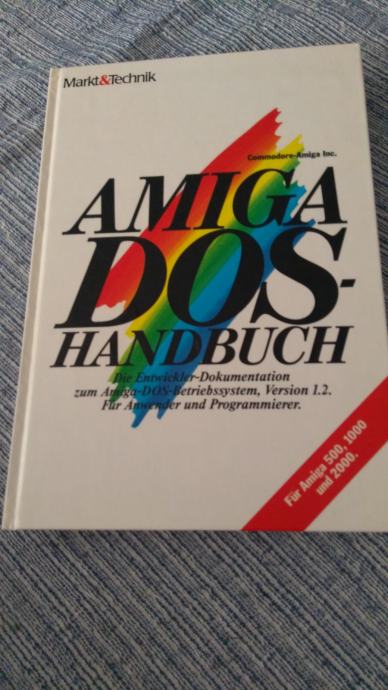 Markt&Technik
Commodore-Amiga Inc.
AMIGA
DOS-
HANDBUCH
Die Entwickler-Dokumentation
zum Amiga-DOS-Betriebssystem, Version 1.2.
Für Anwender und Programmierer.
Für Amiga 500, 1000
und 2000.